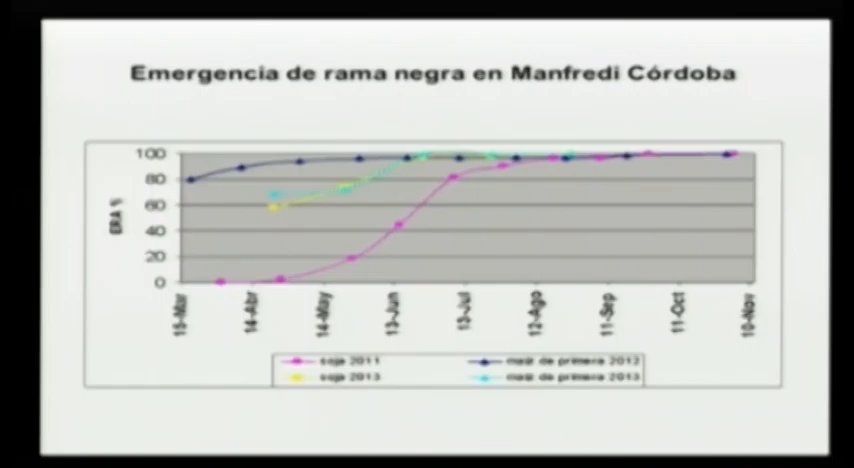 Emergencia de rama negra en Manfredi Córdoba
ERA %
100
80
60
40
20
0
15-Mar
14-Abr
14-May
13-Jun
13-Jul
12-Ago
11-Sep
11-Oct
10-Nov
soja 2011
maíz de primera 2012
soja 2013
maíz de primera 2013